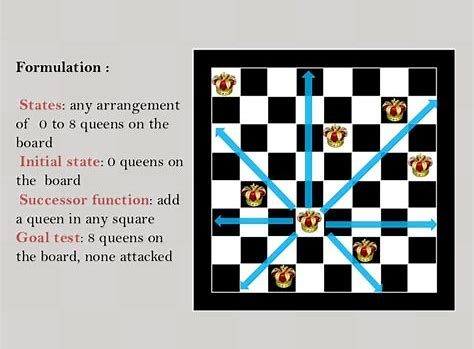 Formulation :
States: any arrangement
of 0 to 8 queens on the
board
Initial state: 0 queens on
the board
Successor function: add
a queen in any square
Goal test: 8 queens on
the board, none attacked